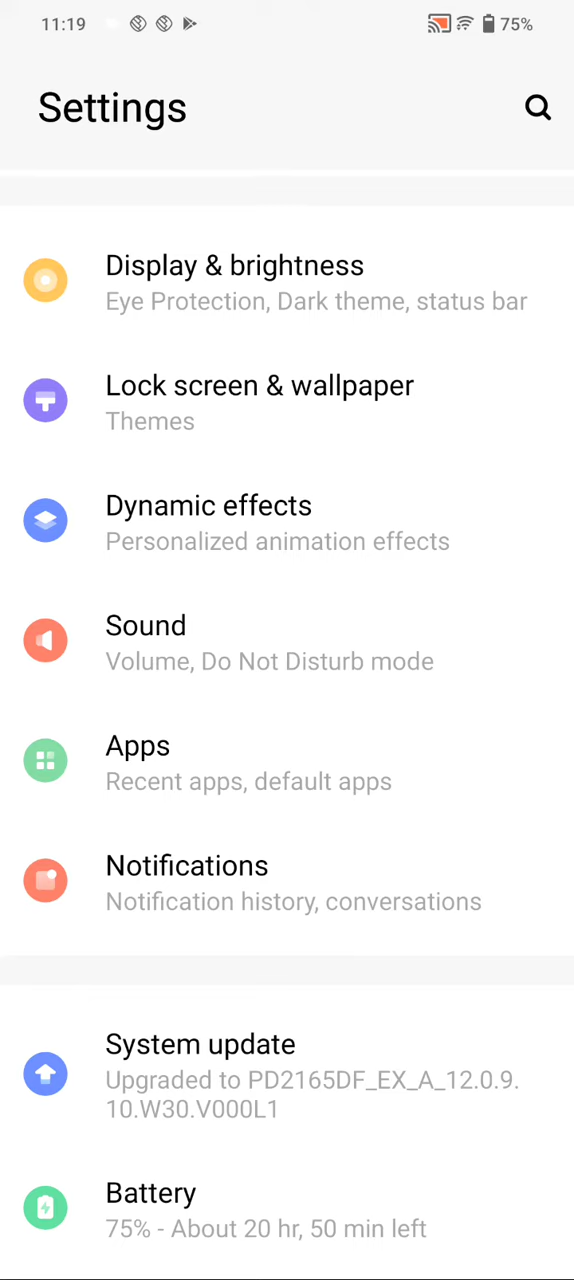 11:19
75%
Settings
Display & brightness
Eye Protection, Dark theme, status bar
Lock screen & wallpaper
Themes
Dynamic effects
Personalized animation effects
Sound
Volume, Do Not Disturb mode
Apps
Recent apps, default apps
Notifications
Notification history, conversations
System update
Upgraded to PD2165DF_EX_A_12.0.9.
10.W30.V000L1
Battery
75% - About 20 hr, 50 min left